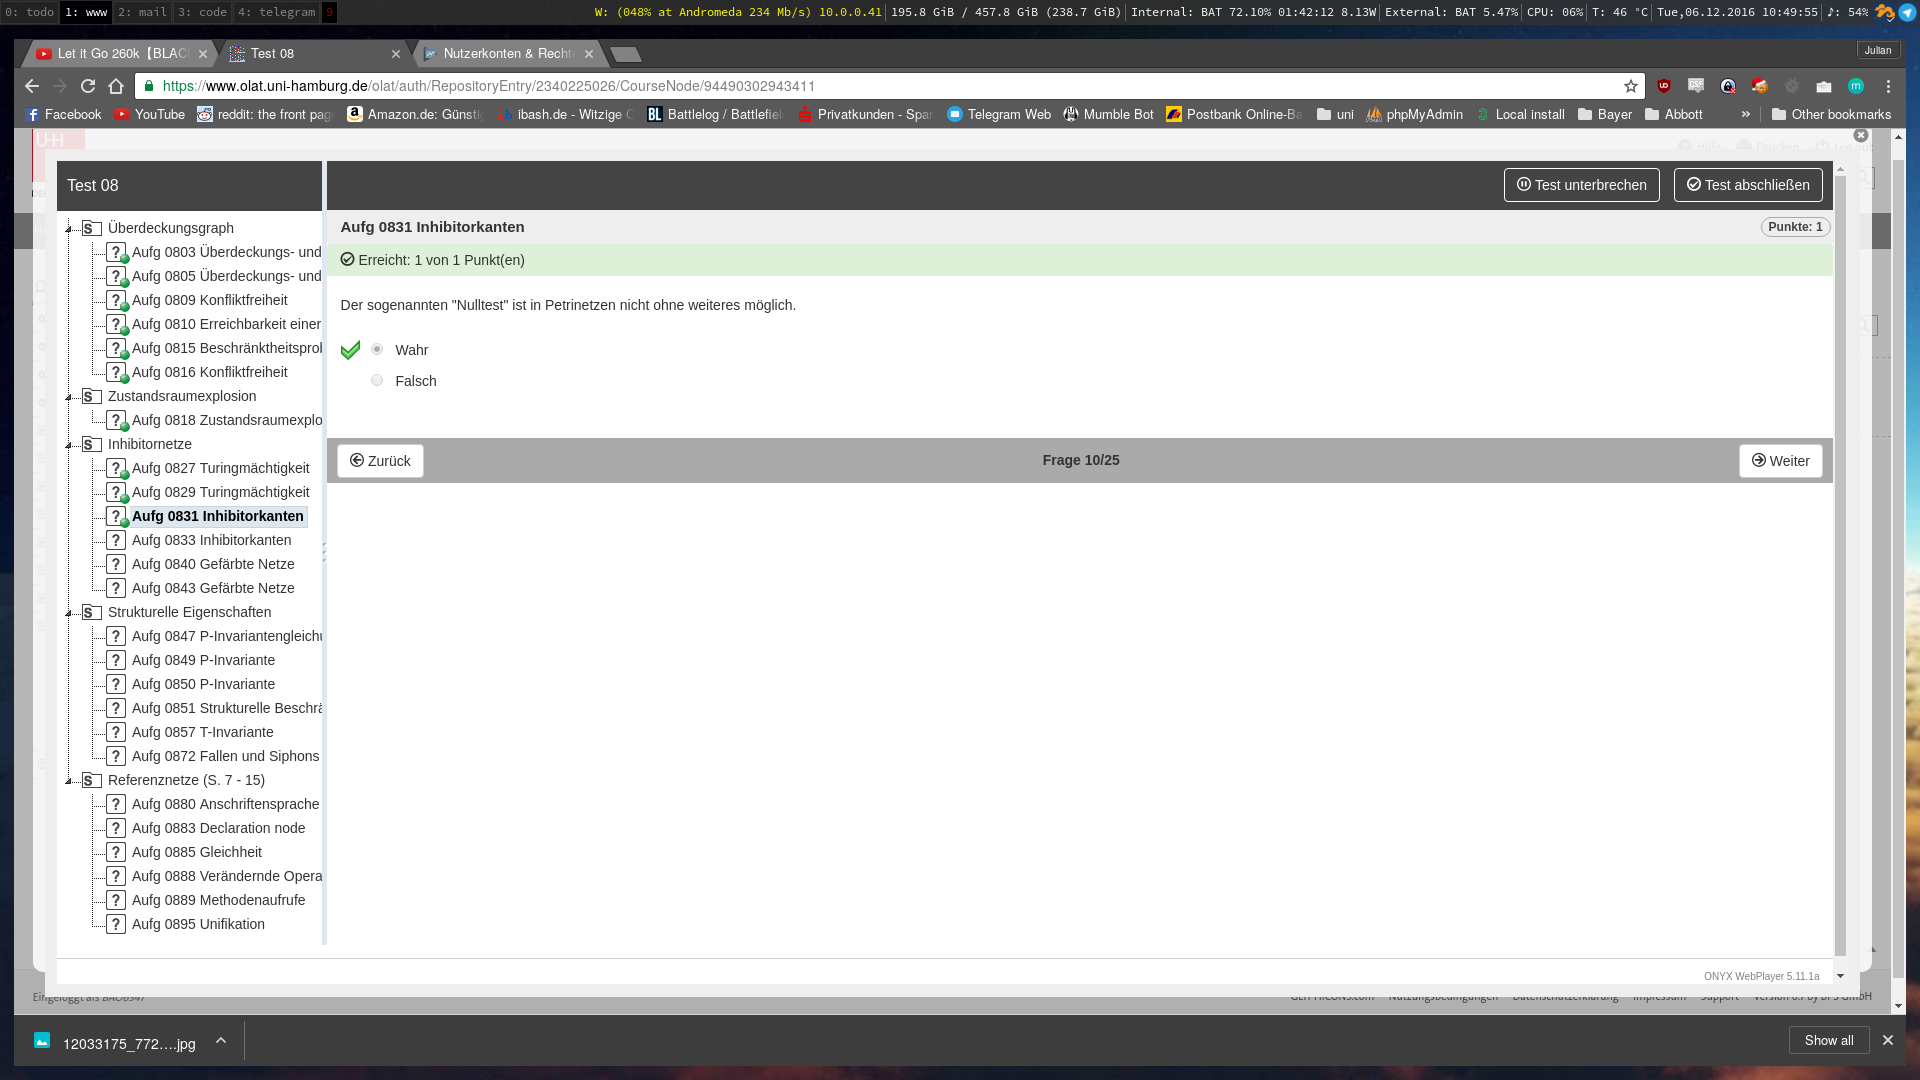 0: todo 1: www 2: mail 3: code 4: telegram 9
W: (048% at Andromeda 234 Mb/s) 10.0.0.41 195.8 GiB / 457.8 GiB (238.7 GiB) Internal: BAT 72.10% 01:42:12 8.13W External: BAT 5.47% CPU: 06% T: 46 °C Tue,06.12.2016 10:49:55 ♪: 54%
Let it Go 260k【BLAC Test 08 Nutzerkonten & Recht Julian
https://www.olat.uni-hamburg.de/olat/auth/RepositoryEntry/2340225026/CourseNode/94490302943411
Facebook YouTube reddit: the front pag Amazon.de: Günsti ibash.de - Witzige Battlelog / Battlefie Privatkunden - Spar Telegram Web Mumble Bot Postbank Online-Ba uni phpMyAdmin Local install Bayer Abbott » Other bookmarks
Test 08
Test unterbrechen
Test abschließen
Überdeckungsgraph
Aufg 0803 Überdeckungs- und
Aufg 0805 Überdeckungs- und
Aufg 0809 Konfliktfreiheit
Aufg 0810 Erreichbarkeit einer
Aufg 0815 Beschränktheitsprob
Aufg 0816 Konfliktfreiheit
Zustandsraumexplosion
Aufg 0818 Zustandsraumexplo
Inhibitornetze
Aufg 0827 Turingmächtigkeit
Aufg 0829 Turingmächtigkeit
Aufg 0831 Inhibitorkanten
Aufg 0833 Inhibitorkanten
Aufg 0840 Gefärbte Netze
Aufg 0843 Gefärbte Netze
Strukturelle Eigenschaften
Aufg 0847 P-Invariantengleichu
Aufg 0849 P-Invariante
Aufg 0850 P-Invariante
Aufg 0851 Strukturelle Beschrä
Aufg 0857 T-Invariante
Aufg 0872 Fallen und Siphons
Referenznetze (S. 7 - 15)
Aufg 0880 Anschriftensprache
Aufg 0883 Declaration node
Aufg 0885 Gleichheit
Aufg 0888 Verändernde Opera
Aufg 0889 Methodenaufrufe
Aufg 0895 Unifikation
Aufg 0831 Inhibitorkanten
Punkte: 1
Erreicht: 1 von 1 Punkt(en)
Der sogenannten "Nulltest" ist in Petrinetzen nicht ohne weiteres möglich.
Wahr
Falsch
Zurück
Frage 10/25
Weiter
ONYX WebPlayer 5.11.1a
12033175_772....jpg
Show all